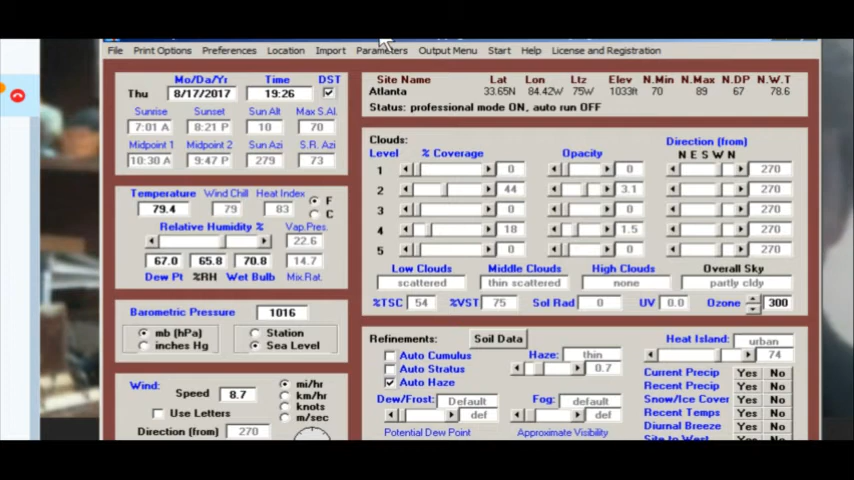 File Print Options Preferences Location Import Parameters Output Menu Start Help License and Registration
Mo/Da/Yr Time DST
Thu 8/17/2017 19:26
Sunrise Sunset Sun Alt Max S.Al.
7:01 A 8:21 P 10 70
Midpoint 1 Midpoint 2 Sun Azi S.R. Azi
10:30 A 9:47 P 279 73
Site Name Lat Lon Ltz Elev N.Min N.Max N.DP N.W.T
Atlanta 33.65N 84.42W 75W 1033ft 70 89 67 78.6
Status: professional mode ON, auto run OFF
Clouds:
Level % Coverage Opacity Direction (from)
N E S W N
1 0 0 270
2 44 3.1 270
3 0 0 270
4 18 1.5 270
5 0 0 270
Low Clouds Middle Clouds High Clouds Overall Sky
scattered thin scattered none partly cldy
%TSC 54 %VST 75 Sol Rad 0 UV 0.0 Ozone 300
Temperature Wind Chill Heat Index F
79.4 79 83 C
Relative Humidity % Vap.Pres.
22.6
67.0 65.8 70.8 14.7
Dew Pt %RH Wet Bulb Mix.Rat.
Barometric Pressure 1016
mb (hPa) Station
inches Hg Sea Level
Wind:
Speed 8.7 mi/hr
km/hr
Use Letters knots
m/sec
Direction (from) 270
Refinements: Soil Data Heat Island: urban
Auto Cumulus Haze: thin 74
Auto Stratus 0.7
Auto Haze
Dew/Frost: Default Fog: default
def def
Potential Dew Point Approximate Visibility
Current Precip Yes No
Recent Precip Yes No
Snow/Ice Cover Yes No
Recent Temps Yes No
Diurnal Breeze Yes No
Site to West Yes No